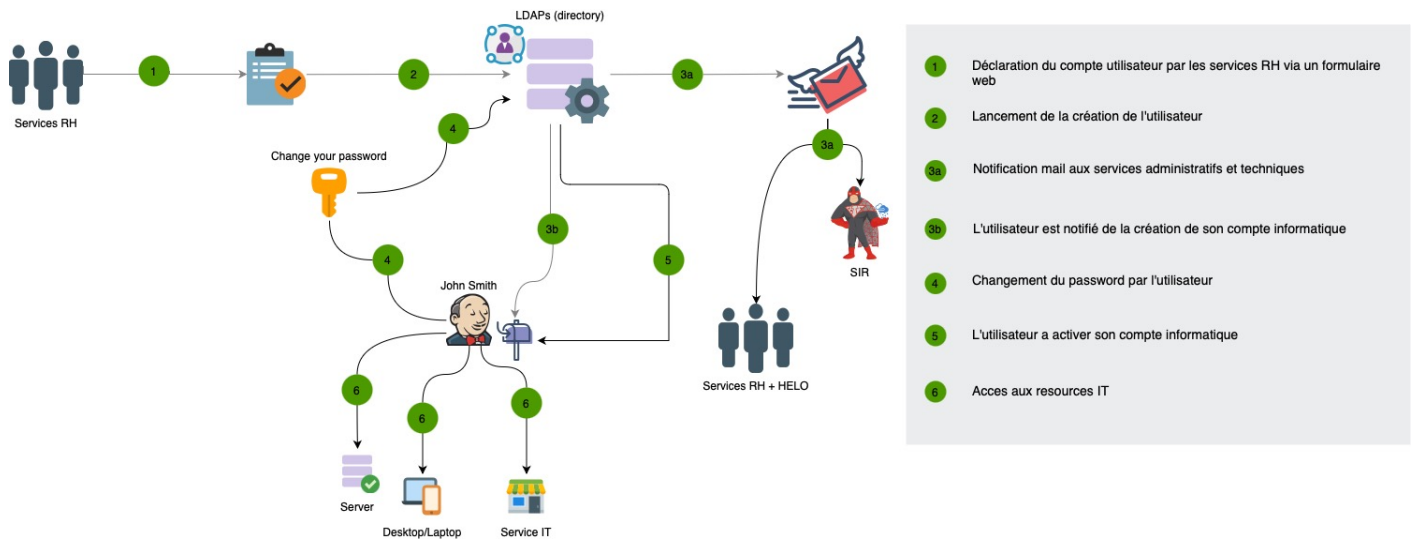 LDAPs (directory)
1
2
3a
Services RH
4
Change your password
3a
3b
5
SIR
4
John Smith
Services RH + HELO
6
6
6
Server
Desktop/Laptop
Service IT
1
Déclaration du compte utilisateur par les services RH via un formulaire
web
2
Lancement de la création de l'utilisateur
3a
Notification mail aux services administratifs et techniques
3b
L'utilisateur est notifié de la création de son compte informatique
4
Changement du password par l'utilisateur
5
L'utilisateur a activer son compte informatique
6
Acces aux resources IT